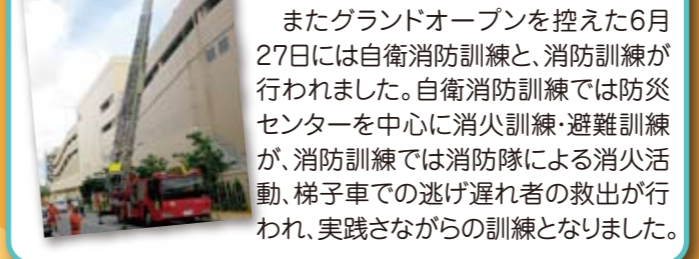 またグランドオープンを控えた6月
27日には自衛消防訓練と、消防訓練が
行われました。自衛消防訓練では防災
センターを中心に消火訓練・避難訓練
が、消防訓練では消防隊による消火活
動、梯子車での逃げ遅れ者の救出が行
われ、実践さながらの訓練となりました。